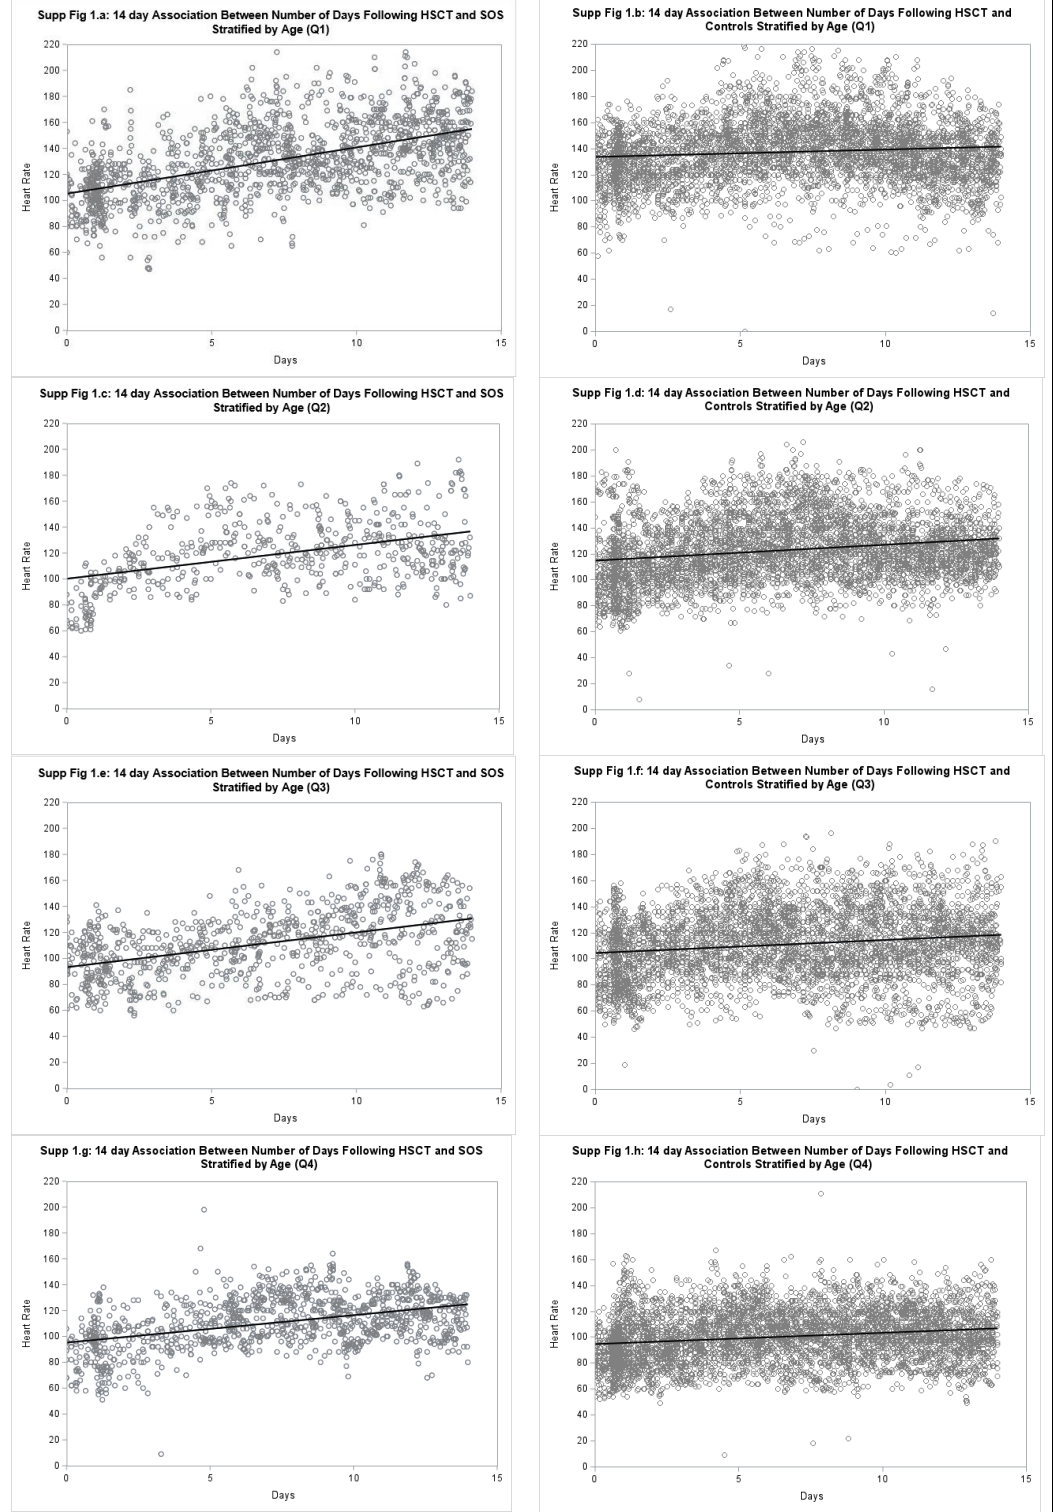 Supp Fig 1.a: 14 day Association Between Number of Days Following HSCT and SOS
Stratified by Age (Q1)
220
200
180
160
140
120
100
80
60
40
20
0
Heart Rate
0 5 10 15
Days
Supp Fig 1.b: 14 day Association Between Number of Days Following HSCT and
Controls Stratified by Age (Q1)
220
200
180
160
140
120
100
80
60
40
20
0
Heart Rate
0 5 10 15
Days
Supp Fig 1.c: 14 day Association Between Number of Days Following HSCT and SOS
Stratified by Age (Q2)
220
200
180
160
140
120
100
80
60
40
20
0
Heart Rate
0 5 10 15
Days
Supp Fig 1.d: 14 day Association Between Number of Days Following HSCT and
Controls Stratified by Age (Q2)
220
200
180
160
140
120
100
80
60
40
20
0
Heart Rate
0 5 10 15
Days
Supp Fig 1.e: 14 day Association Between Number of Days Following HSCT and SOS
Stratified by Age (Q3)
220
200
180
160
140
120
100
80
60
40
20
0
Heart Rate
0 5 10 15
Days
Supp Fig 1.f: 14 day Association Between Number of Days Following HSCT and
Controls Stratified by Age (Q3)
220
200
180
160
140
120
100
80
60
40
20
0
Heart Rate
0 5 10 15
Days
Supp 1.g: 14 day Association Between Number of Days Following HSCT and SOS
Stratified by Age (Q4)
220
200
180
160
140
120
100
80
60
40
20
0
Heart Rate
0 5 10 15
Days
Supp Fig 1.h: 14 day Association Between Number of Days Following HSCT and
Controls Stratified by Age (Q4)
220
200
180
160
140
120
100
80
60
40
20
0
Heart Rate
0 5 10 15
Days